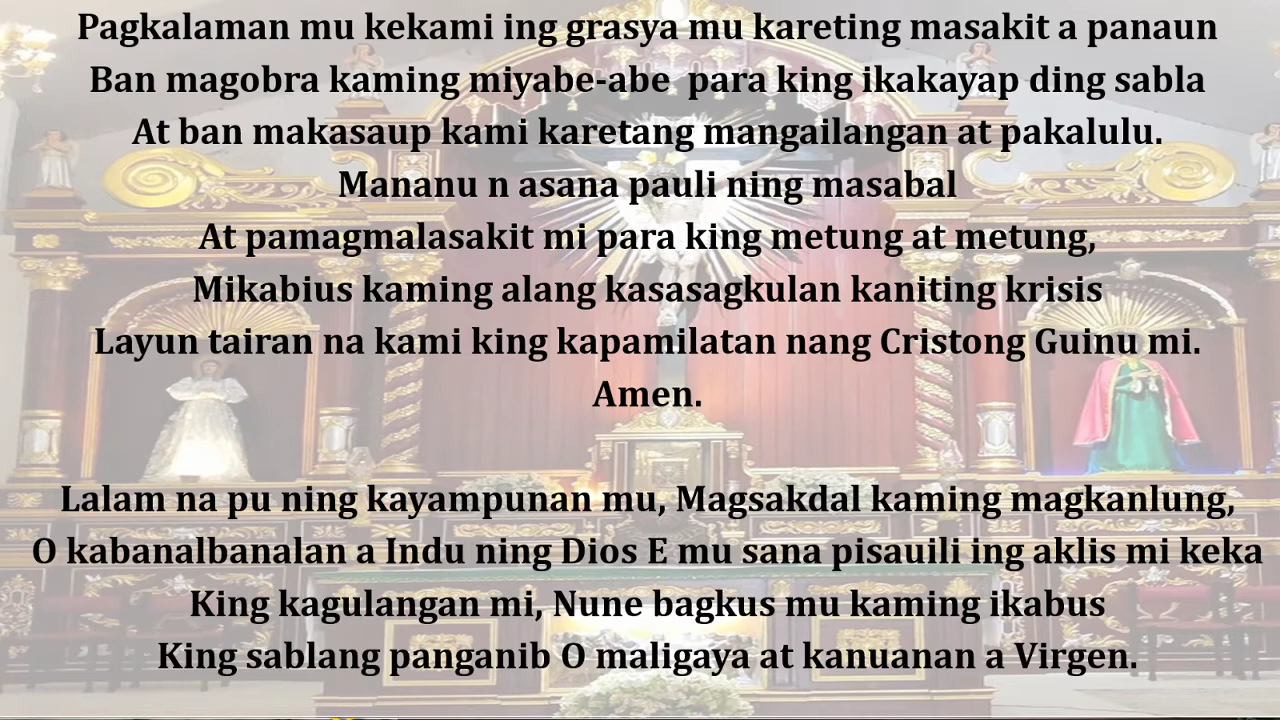 Pagkalaman mu kekami ing grasya mu kareting masakit a panaun
Ban magobra kaming miyabe-abe  para king ikakayap ding sabla
At ban makasaup kami karetang mangailangan at pakalulu.
Mananu n asana pauli ning masabal
At pamagmalasakit mi para king metung at metung,
Mikabius kaming alang kasasagkulan kaniting krisis
Layun tairan na kami king kapamilatan nang Cristong Guinu mi.
Amen.
Lalam na pu ning kayampunan mu, Magsakdal kaming magkanlung,
O kabanalbanalan a Indu ning Dios E mu sana pisauili ing aklis mi keka
King kagulangan mi, Nune bagkus mu kaming ikabus
King sablang panganib O maligaya at kanuanan a Virgen.